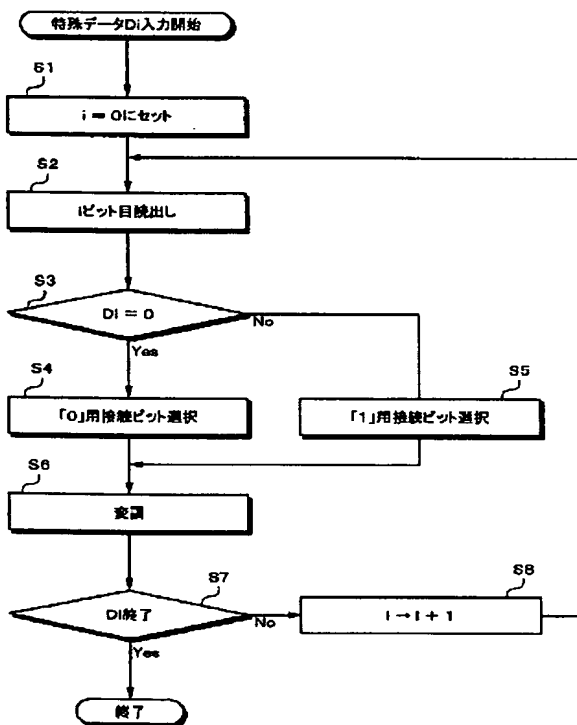 特殊データDi入力開始
S1
i = 0にセット
S2
iビット目読出し
S3
Di = 0
No
Yes
S4
「0」用接続ビット選択
S5
「1」用接続ビット選択
S6
変調
S7
Di終了
No
Yes
S8
i → i + 1
終了